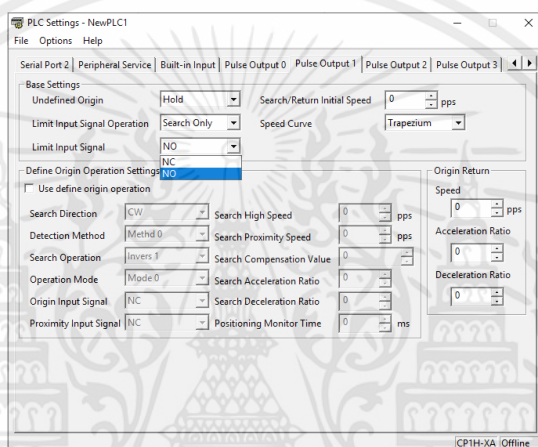 PLC Settings - NewPLC1
File Options Help
Serial Port 2 Peripheral Service Built-in Input Pulse Output 0 Pulse Output 1 Pulse Output 2 Pulse Output 3
Base Settings
Undefined Origin Hold Search/Return Initial Speed 0 pps
Limit Input Signal Operation Search Only Speed Curve Trapezium
Limit Input Signal NO
NC
NO
Define Origin Operation Settings
Use define origin operation
Search Direction CW Search High Speed 0 pps
Detection Method Methd 0 Search Proximity Speed 0 pps
Search Operation Invers 1 Search Compensation Value 0
Operation Mode Mode 0 Search Acceleration Ratio 0
Origin Input Signal NC Search Deceleration Ratio 0
Proximity Input Signal NC Positioning Monitor Time 0 ms
Origin Return
Speed
0 pps
Acceleration Ratio
0
Deceleration Ratio
0
CP1H-XA Offline